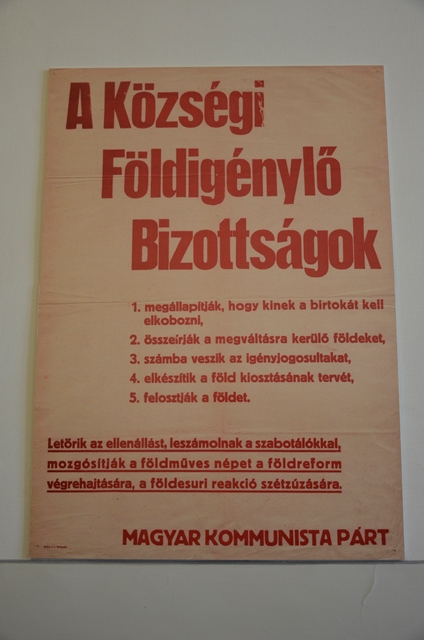 A Községi
Földigénylő
Bizottságok
1. megállapítják, hogy kinek a birtokát kell
elkobozni,
2. összeírják a megváltásra kerülő földeket,
3. számba veszik az igényjogosultakat,
4. elkészítik a föld kiosztásának tervét,
5. felosztják a földet.
Letörik az ellenállást, leszámolnak a szabotálókkal,
mozgósítják a földműves népet a földreform
végrehajtására, a földesuri reakció szétzúzására.
MAGYAR KOMMUNISTA PÁRT